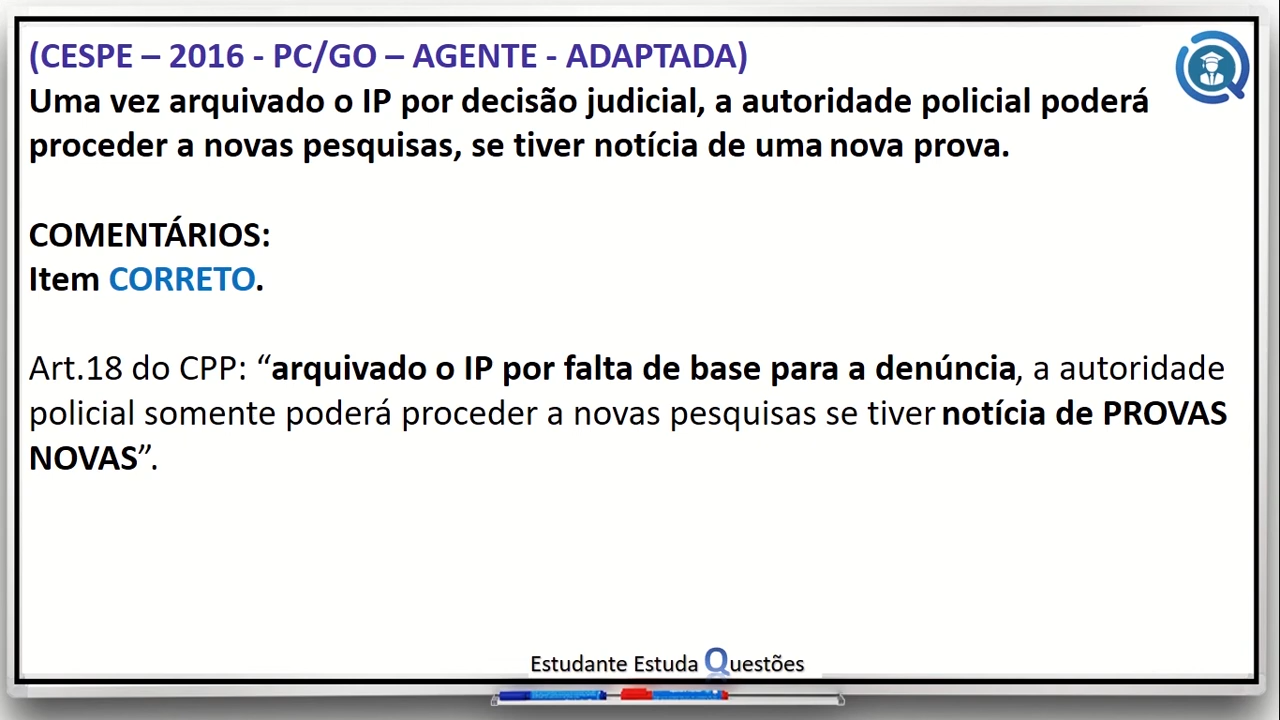 (CESPE – 2016 - PC/GO – AGENTE - ADAPTADA)
Uma vez arquivado o IP por decisão judicial, a autoridade policial poderá
proceder a novas pesquisas, se tiver notícia de uma nova prova.
COMENTÁRIOS:
Item CORRETO.
Art.18 do CPP: “arquivado o IP por falta de base para a denúncia, a autoridade
policial somente poderá proceder a novas pesquisas se tiver notícia de PROVAS
NOVAS”.
Estudante Estuda Questões